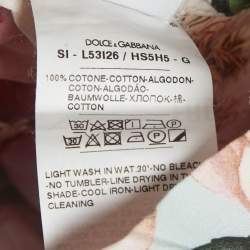 DOLCE & GABBANA
SI - L53I26 / HS5H5 - G
100% COTONE-COTTON-ALGODON-
COTON-ALGODÃO-
BAUMWOLLE-ХЛОПОК-棉-
COTTON
LIGHT WASH IN WAT.30°-NO BLEACH
-NO TUMBLER-LINE DRYING IN THE
SHADE-COOL IRON-LIGHT DRY
CLEANING